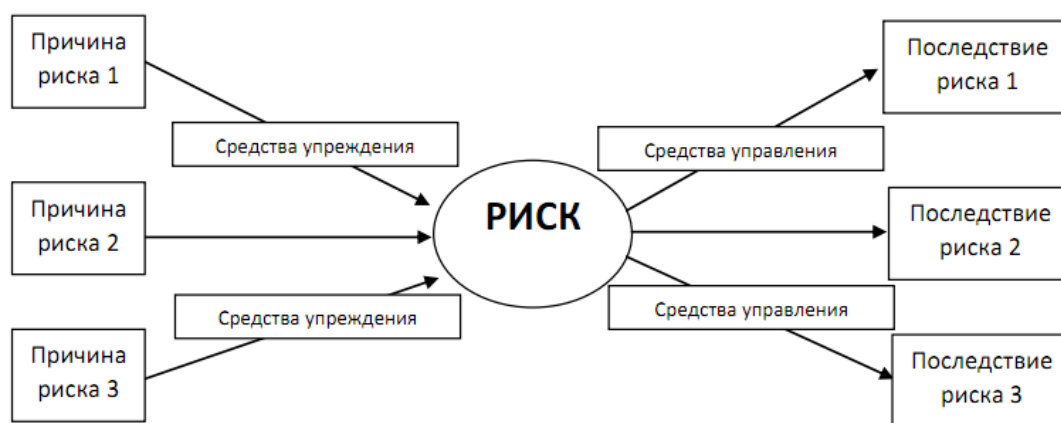 Причина
риска 1
Средства упреждения
Причина
риска 2
Средства упреждения
Причина
риска 3
РИСК
Последствие
риска 1
Средства управления
Последствие
риска 2
Средства управления
Последствие
риска 3